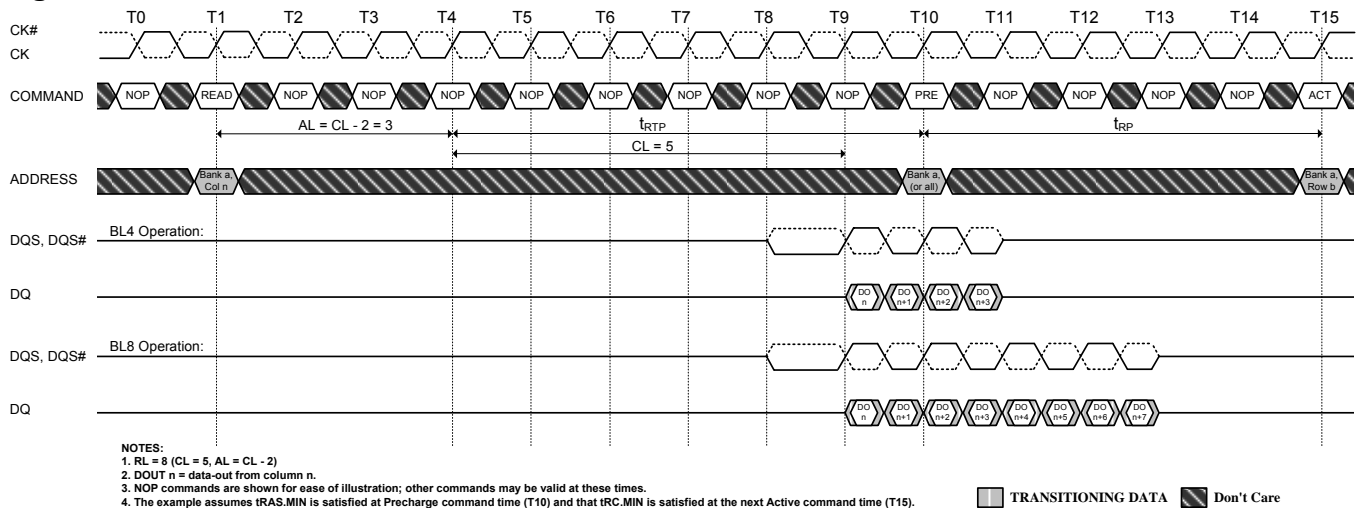 T0 T1 T2 T3 T4 T5 T6 T7 T8 T9 T10 T11 T12 T13 T14 T15
CK#
CK
COMMAND NOP READ NOP NOP NOP NOP NOP NOP NOP NOP PRE NOP NOP NOP NOP ACT
AL = CL - 2 = 3 tRTP tRP
CL = 5
ADDRESS Bank a, Col n Bank a, (or all) Bank a, Row b
BL4 Operation:
DQS, DQS#
DQ DO n DO n+1 DO n+2 DO n+3
BL8 Operation:
DQS, DQS#
DQ DO n DO n+1 DO n+2 DO n+3 DO n+4 DO n+5 DO n+6 DO n+7
NOTES:
1. RL = 8 (CL = 5, AL = CL - 2)
2. DOUT n = data-out from column n.
3. NOP commands are shown for ease of illustration; other commands may be valid at these times.
4. The example assumes tRAS.MIN is satisfied at Precharge command time (T10) and that tRC.MIN is satisfied at the next Active command time (T15).
TRANSITIONING DATA Don't Care